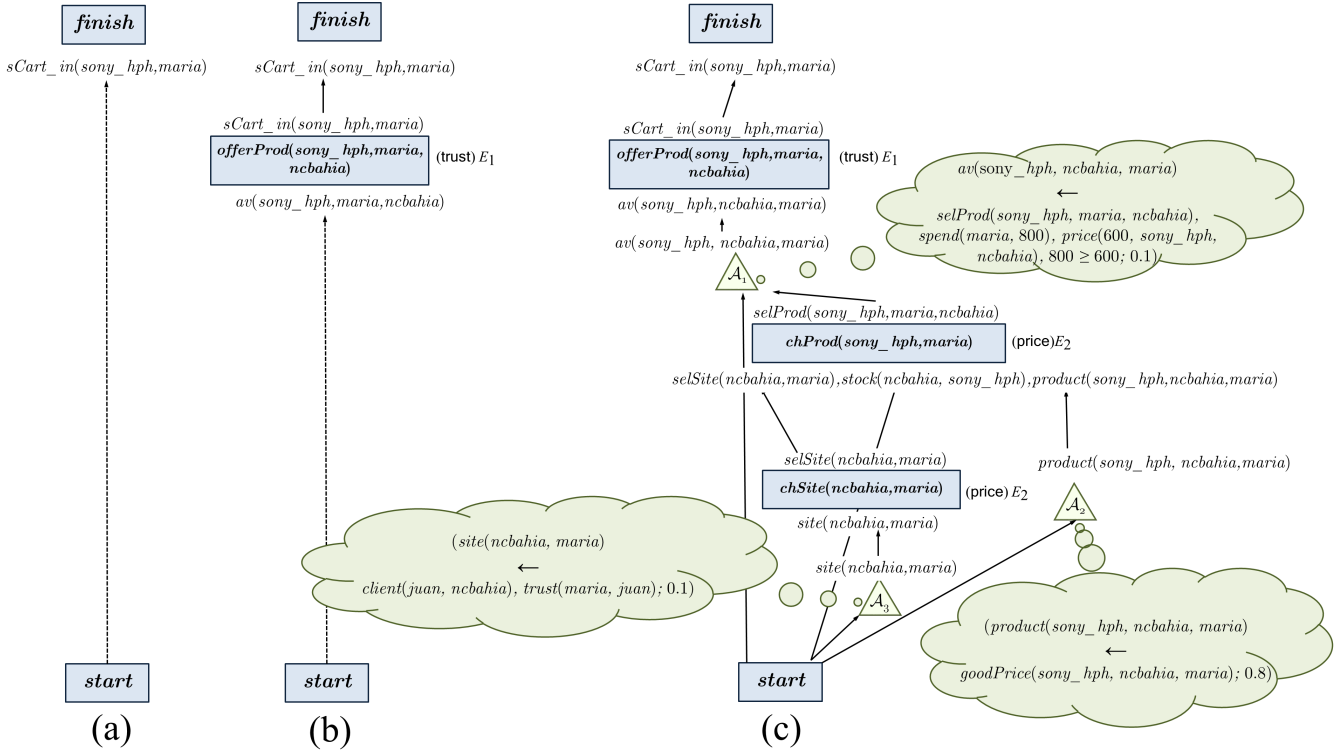 finish
sCart_in(sony_hph,maria)
start
(a)
finish
sCart_in(sony_hph,maria)
sCart_in(sony_hph,maria)
offerProd(sony_hph,maria,
ncbahia)
(trust) E1
av(sony_hph,maria,ncbahia)
start
(b)
finish
sCart_in(sony_hph,maria)
sCart_in(sony_hph,maria)
offerProd(sony_hph,maria,
ncbahia)
(trust) E1
av(sony_hph,ncbahia,maria)
av(sony_hph, ncbahia,maria)
A1
av(sony_hph, ncbahia, maria)
←
selProd(sony_hph, maria, ncbahia),
spend(maria, 800), price(600, sony_hph,
ncbahia), 800 ≥ 600; 0.1)
selProd(sony_hph,maria,ncbahia)
chProd(sony_hph,maria)
(price)E2
selSite(ncbahia,maria),stock(ncbahia, sony_hph),product(sony_hph,ncbahia,maria)
selSite(ncbahia,maria)
chSite(ncbahia,maria)
(price) E2
site(ncbahia,maria)
site(ncbahia,maria)
A3
(site(ncbahia, maria)
←
client(juan, ncbahia), trust(maria, juan); 0.1)
product(sony_hph, ncbahia,maria)
A2
(product(sony_hph, ncbahia, maria)
←
goodPrice(sony_hph, ncbahia, maria); 0.8)
start
(c)